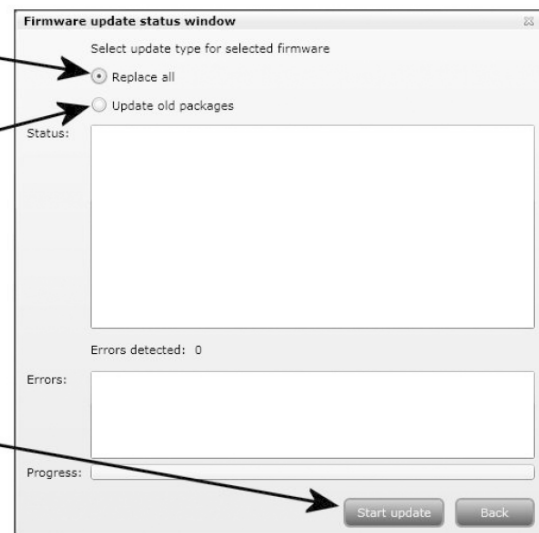 Firmware update status window
Select update type for selected firmware
Replace all
Update old packages
Status:
Errors detected: 0
Errors:
Progress:
Start update
Back